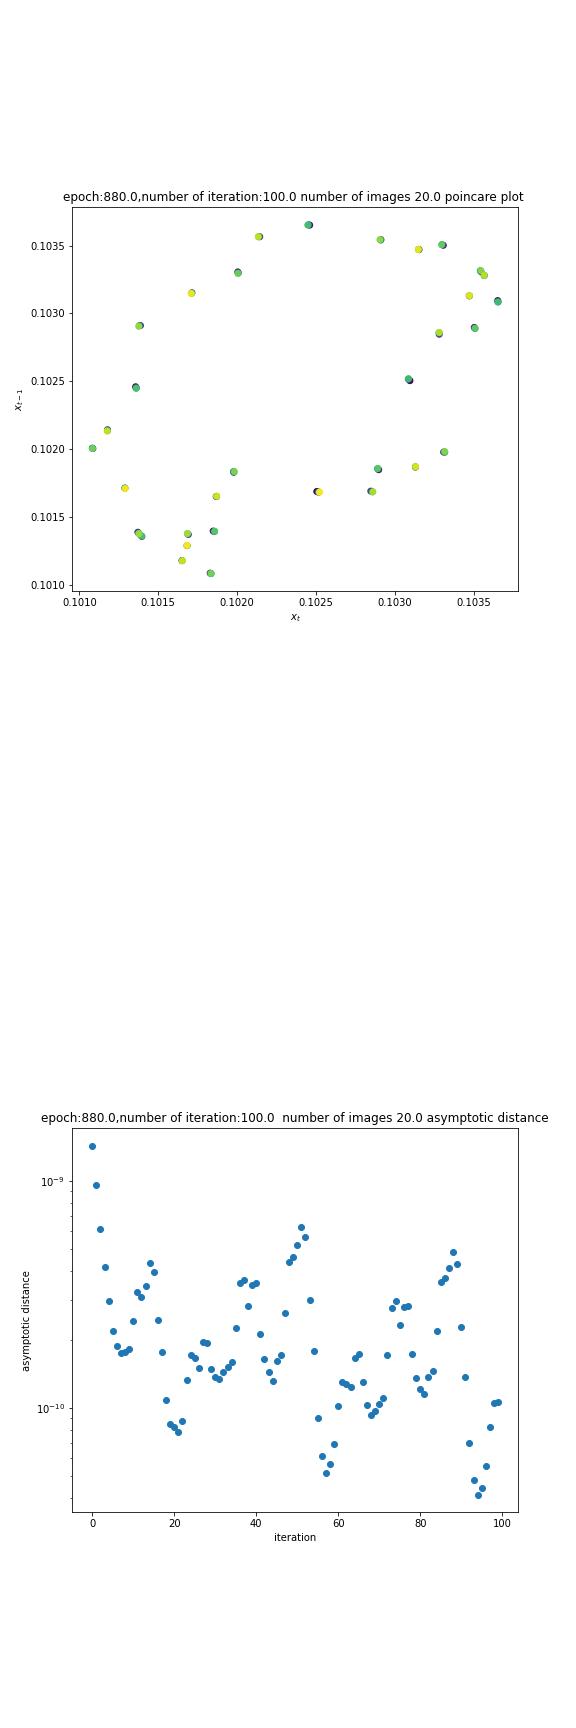 epoch:880.0,number of iteration:100.0 number of images 20.0 poincare plot
0.1035
0.1030
0.1025
0.1020
0.1015
0.1010
x_{t-1}
0.1010 0.1015 0.1020 0.1025 0.1030 0.1035
x_t
epoch:880.0,number of iteration:100.0  number of images 20.0 asymptotic distance
10^{-9}
10^{-10}
asymptotic distance
0 20 40 60 80 100
iteration